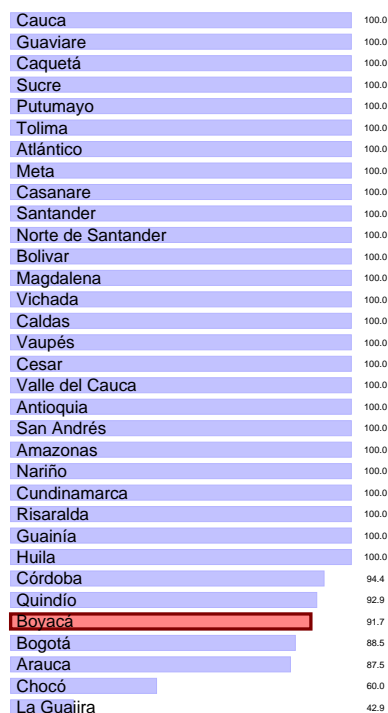 Cauca 100.0
Guaviare 100.0
Caquetá 100.0
Sucre 100.0
Putumayo 100.0
Tolima 100.0
Atlántico 100.0
Meta 100.0
Casanare 100.0
Santander 100.0
Norte de Santander 100.0
Bolivar 100.0
Magdalena 100.0
Vichada 100.0
Caldas 100.0
Vaupés 100.0
Cesar 100.0
Valle del Cauca 100.0
Antioquia 100.0
San Andrés 100.0
Amazonas 100.0
Nariño 100.0
Cundinamarca 100.0
Risaralda 100.0
Guainía 100.0
Huila 100.0
Córdoba 94.4
Quindío 92.9
Boyacá 91.7
Bogotá 88.5
Arauca 87.5
Chocó 60.0
La Guajira 42.9